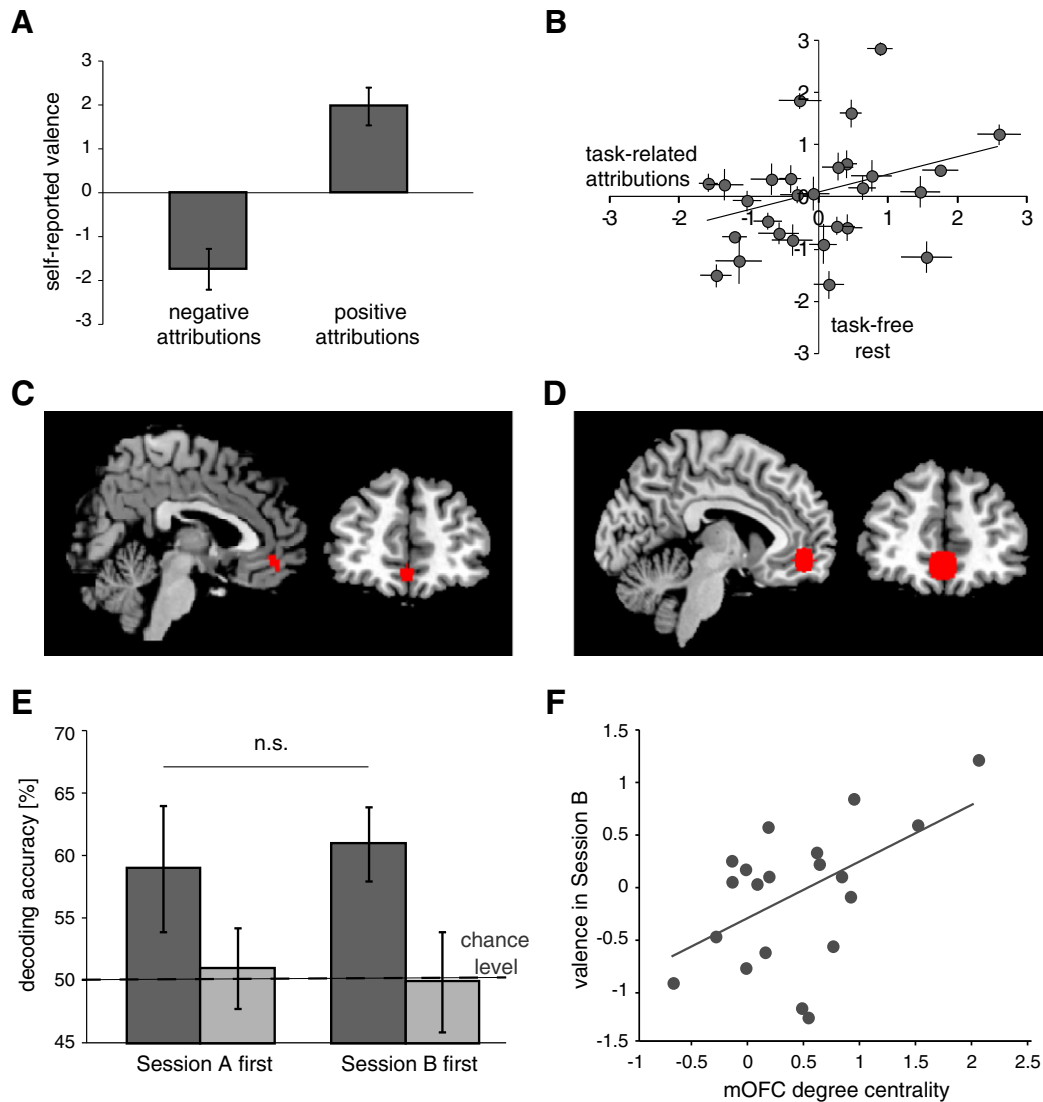 A
3
2
1
0
-1
-2
-3
self-reported valence
negative
attributions
positive
attributions
B
3
2
1
0
-1
-2
-3
-3
-2
-1
0
1
2
3
task-related
attributions
task-free
rest
C
D
E
70
65
60
55
50
45
decoding accuracy [%]
n.s.
chance
level
Session A first
Session B first
F
1.5
1
0.5
0
-0.5
-1
-1.5
valence in Session B
-1
-0.5
0
0.5
1
1.5
2
2.5
mOFC degree centrality